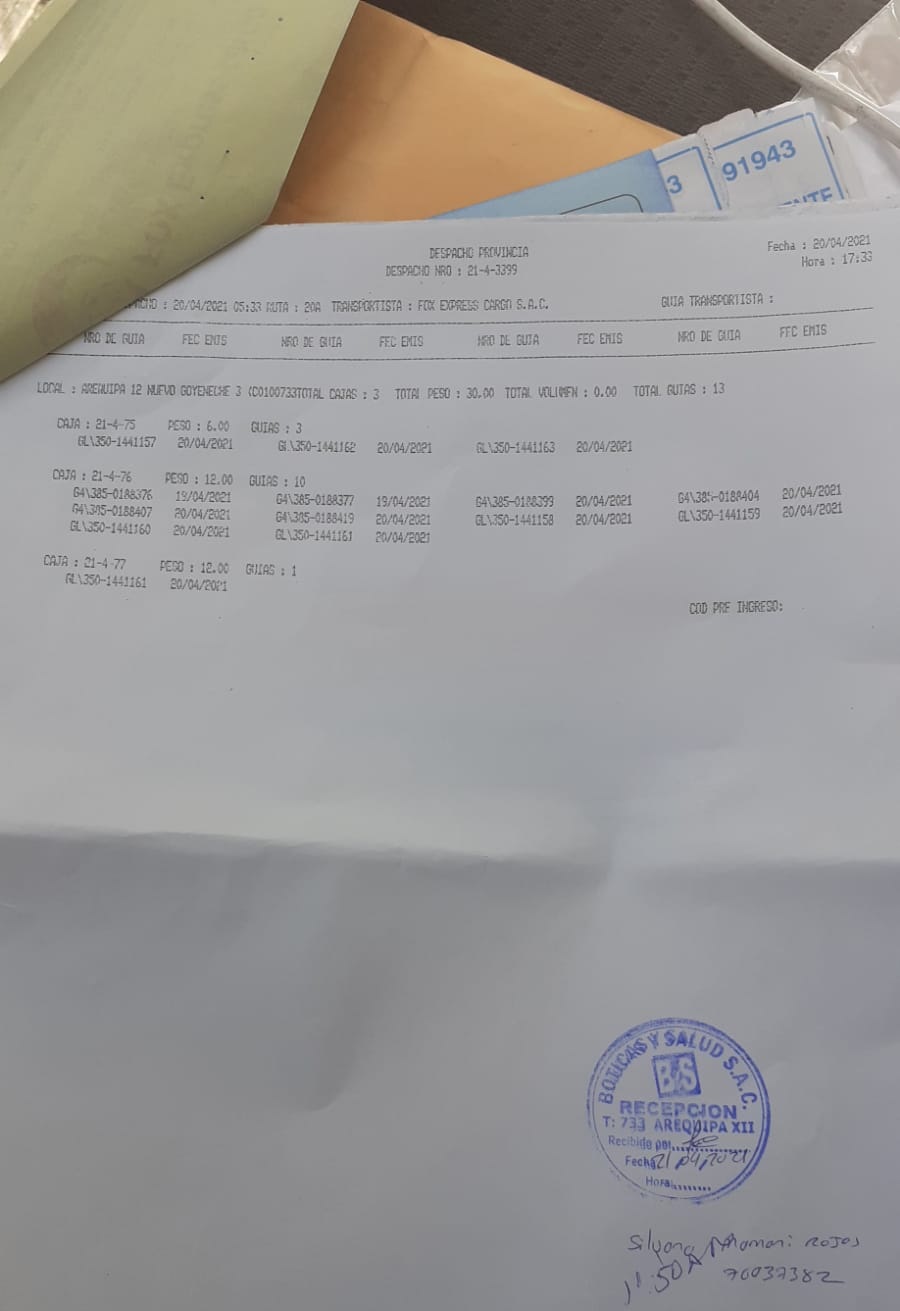 91943
3
NTE
DESPACHO PROVINCIA
Fecha : 20/04/2021
DESPACHO NRO : 21-4-3399
Hora : 17:33
PACHO : 20/04/2021 05:33 RUTA : 20A TRANSPORTISTA : FOX EXPRESS CARGO S.A.C. GUIA TRANSPORTISTA :
NRO DE GUIA FEC EMIS NRO DE GUIA FEC EMIS NRO DE GUIA FEC EMIS NRO DE GUIA FEC EMIS
LOCAL : AREQUIPA 12 NUEVO GOYENECHE 3 (C0100733TOTAL CAJAS : 3 TOTAL PESO : 30.00 TOTAL VOLUMEN : 0.00 TOTAL GUIAS : 13
CAJA : 21-4-75 PESO : 6.00 GUIAS : 3
GL\350-1441157 20/04/2021 GL\350-1441162 20/04/2021 GL\350-1441163 20/04/2021
CAJA : 21-4-76 PESO : 12.00 GUIAS : 10
G4\385-0188376 19/04/2021 G4\385-0188377 19/04/2021 G4\385-0188399 20/04/2021 G4\385-0188404 20/04/2021
G4\385-0188407 20/04/2021 G4\385-0188419 20/04/2021 GL\350-1441158 20/04/2021 GL\350-1441159 20/04/2021
GL\350-1441160 20/04/2021 GL\350-1441161 20/04/2021
CAJA : 21-4-77 PESO : 12.00 GUIAS : 1
GL\350-1441161 20/04/2021
COD PRE INGRESO:
BOTICAS Y SALUD S.A.C.
BS
RECEPCION
T: 733 AREQUIPA XII
Recibido por
Fecha 21/04/2021
Hora
Silvana Mamani Rojas
11:50A 76037382